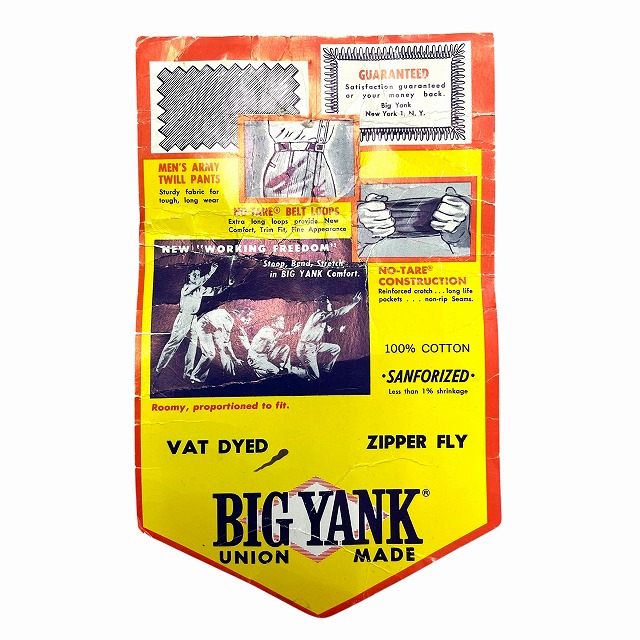 GUARANTEED
Satisfaction guaranteed
or your money back.
Big Yank
New York 1, N. Y.
MEN'S ARMY
TWILL PANTS
Sturdy fabric for
tough, long wear
NO-TARE® BELT LOOPS
Extra long loops provide New
Comfort, Trim Fit, Fine Appearance
NEW "WORKING FREEDOM"
Stoop, Bend, Stretch
in BIG YANK Comfort.
NO-TARE®
CONSTRUCTION
Reinforced crotch . . . long life
pockets . . . non-rip Seams.
Roomy, proportioned to fit.
100% COTTON
·SANFORIZED·
Less than 1% shrinkage
VAT DYED
ZIPPER FLY
BIG YANK®
UNION MADE